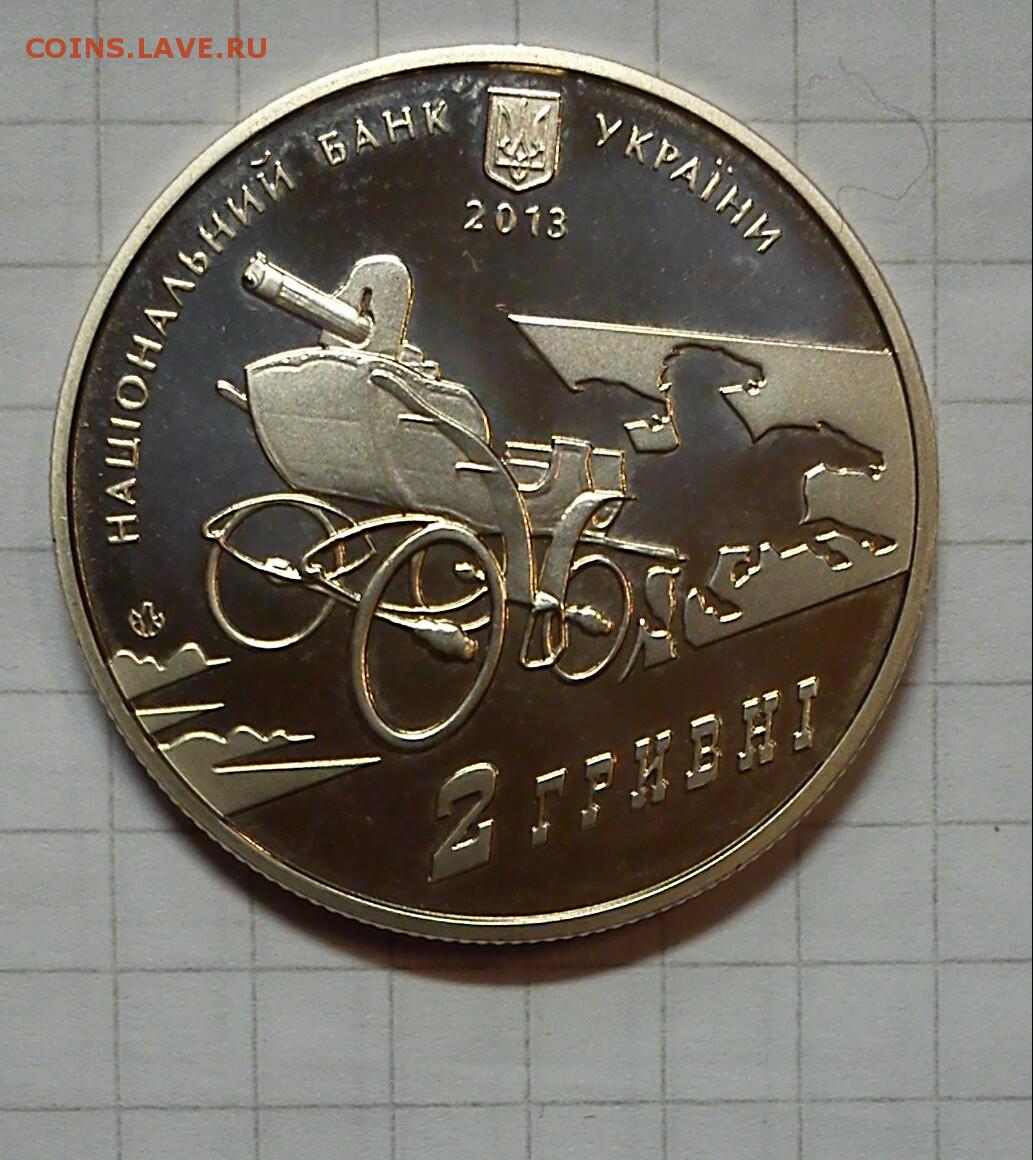 COINS.LAVE.RU
НАЦІОНАЛЬНИЙ БАНК УКРАЇНИ
2013
2 ГРИВНІ